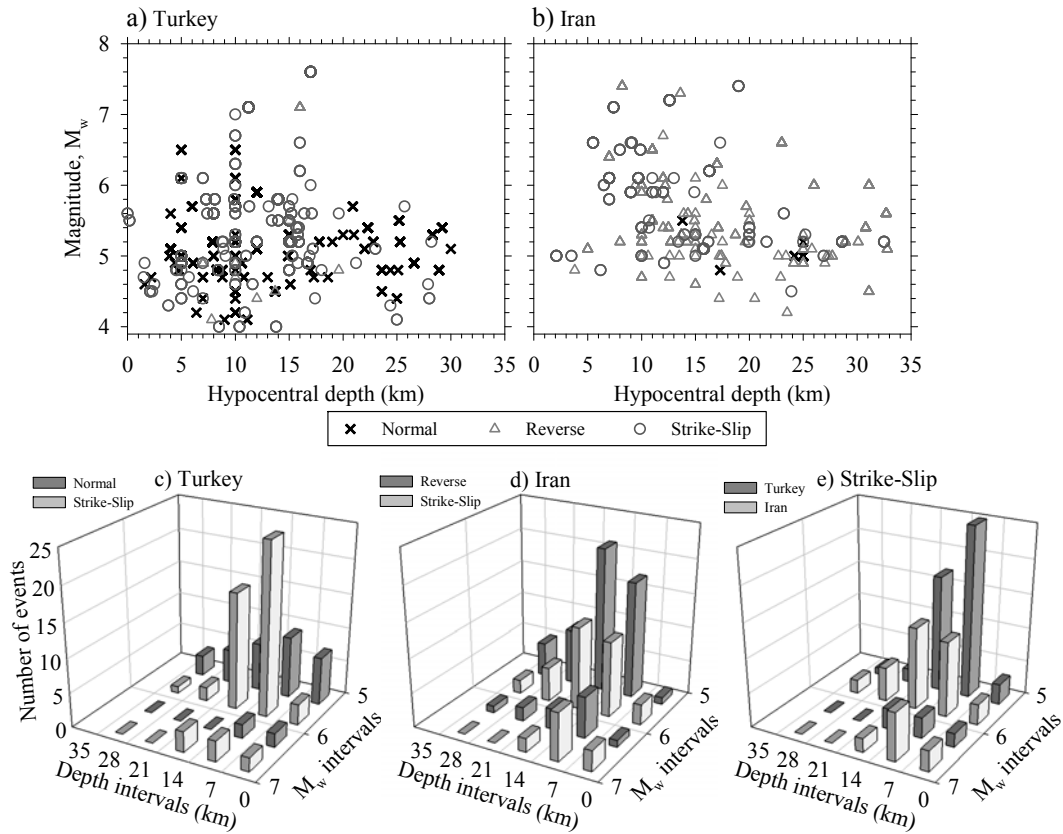 a) Turkey
b) Iran
8
7
6
5
4
Magnitude, M_w
0 5 10 15 20 25 30 35
0 5 10 15 20 25 30 35
Hypocentral depth (km)
Hypocentral depth (km)
Normal Reverse Strike-Slip
c) Turkey
Normal
Strike-Slip
25
20
15
10
5
0
Number of events
35 28 21 14 7 0
Depth intervals (km)
5
6
7
M_w intervals
d) Iran
Reverse
Strike-Slip
35 28 21 14 7 0
Depth intervals (km)
5
6
7
M_w intervals
e) Strike-Slip
Turkey
Iran
35 28 21 14 7 0
Depth intervals (km)
5
6
7
M_w intervals